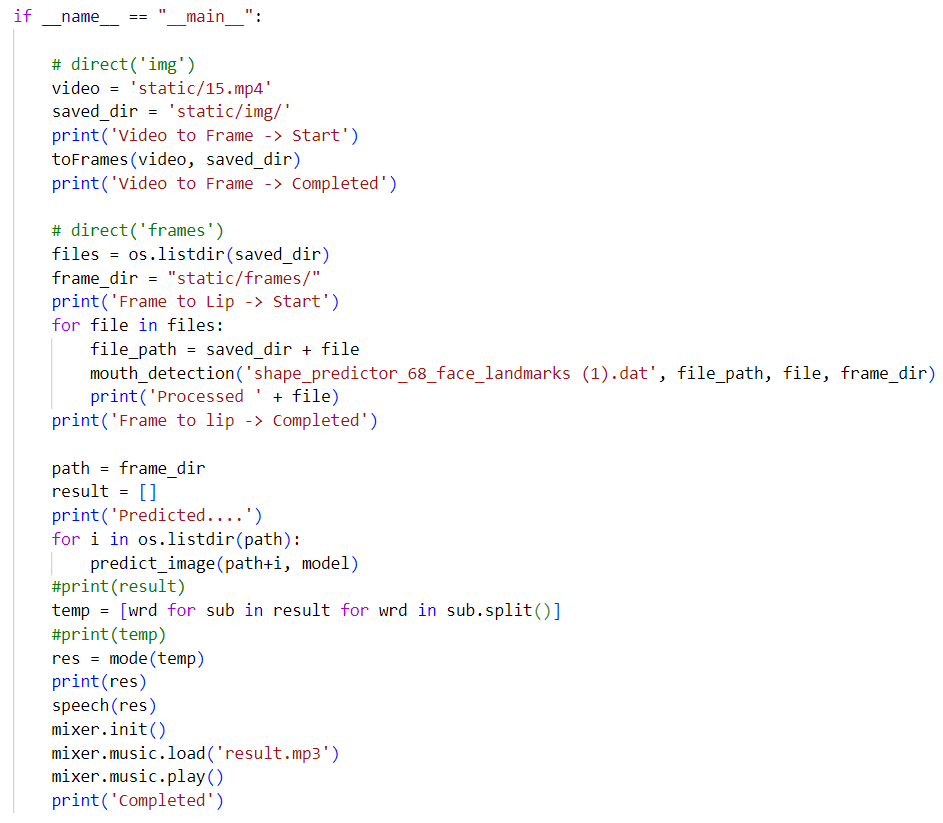 if __name__ == "__main__":
# direct('img')
video = 'static/15.mp4'
saved_dir = 'static/img/'
print('Video to Frame -> Start')
toFrames(video, saved_dir)
print('Video to Frame -> Completed')
# direct('frames')
files = os.listdir(saved_dir)
frame_dir = "static/frames/"
print('Frame to Lip -> Start')
for file in files:
file_path = saved_dir + file
mouth_detection('shape_predictor_68_face_landmarks (1).dat', file_path, file, frame_dir)
print('Processed ' + file)
print('Frame to lip -> Completed')
path = frame_dir
result = []
print('Predicted....')
for i in os.listdir(path):
predict_image(path+i, model)
#print(result)
temp = [wrd for sub in result for wrd in sub.split()]
#print(temp)
res = mode(temp)
print(res)
speech(res)
mixer.init()
mixer.music.load('result.mp3')
mixer.music.play()
print('Completed')